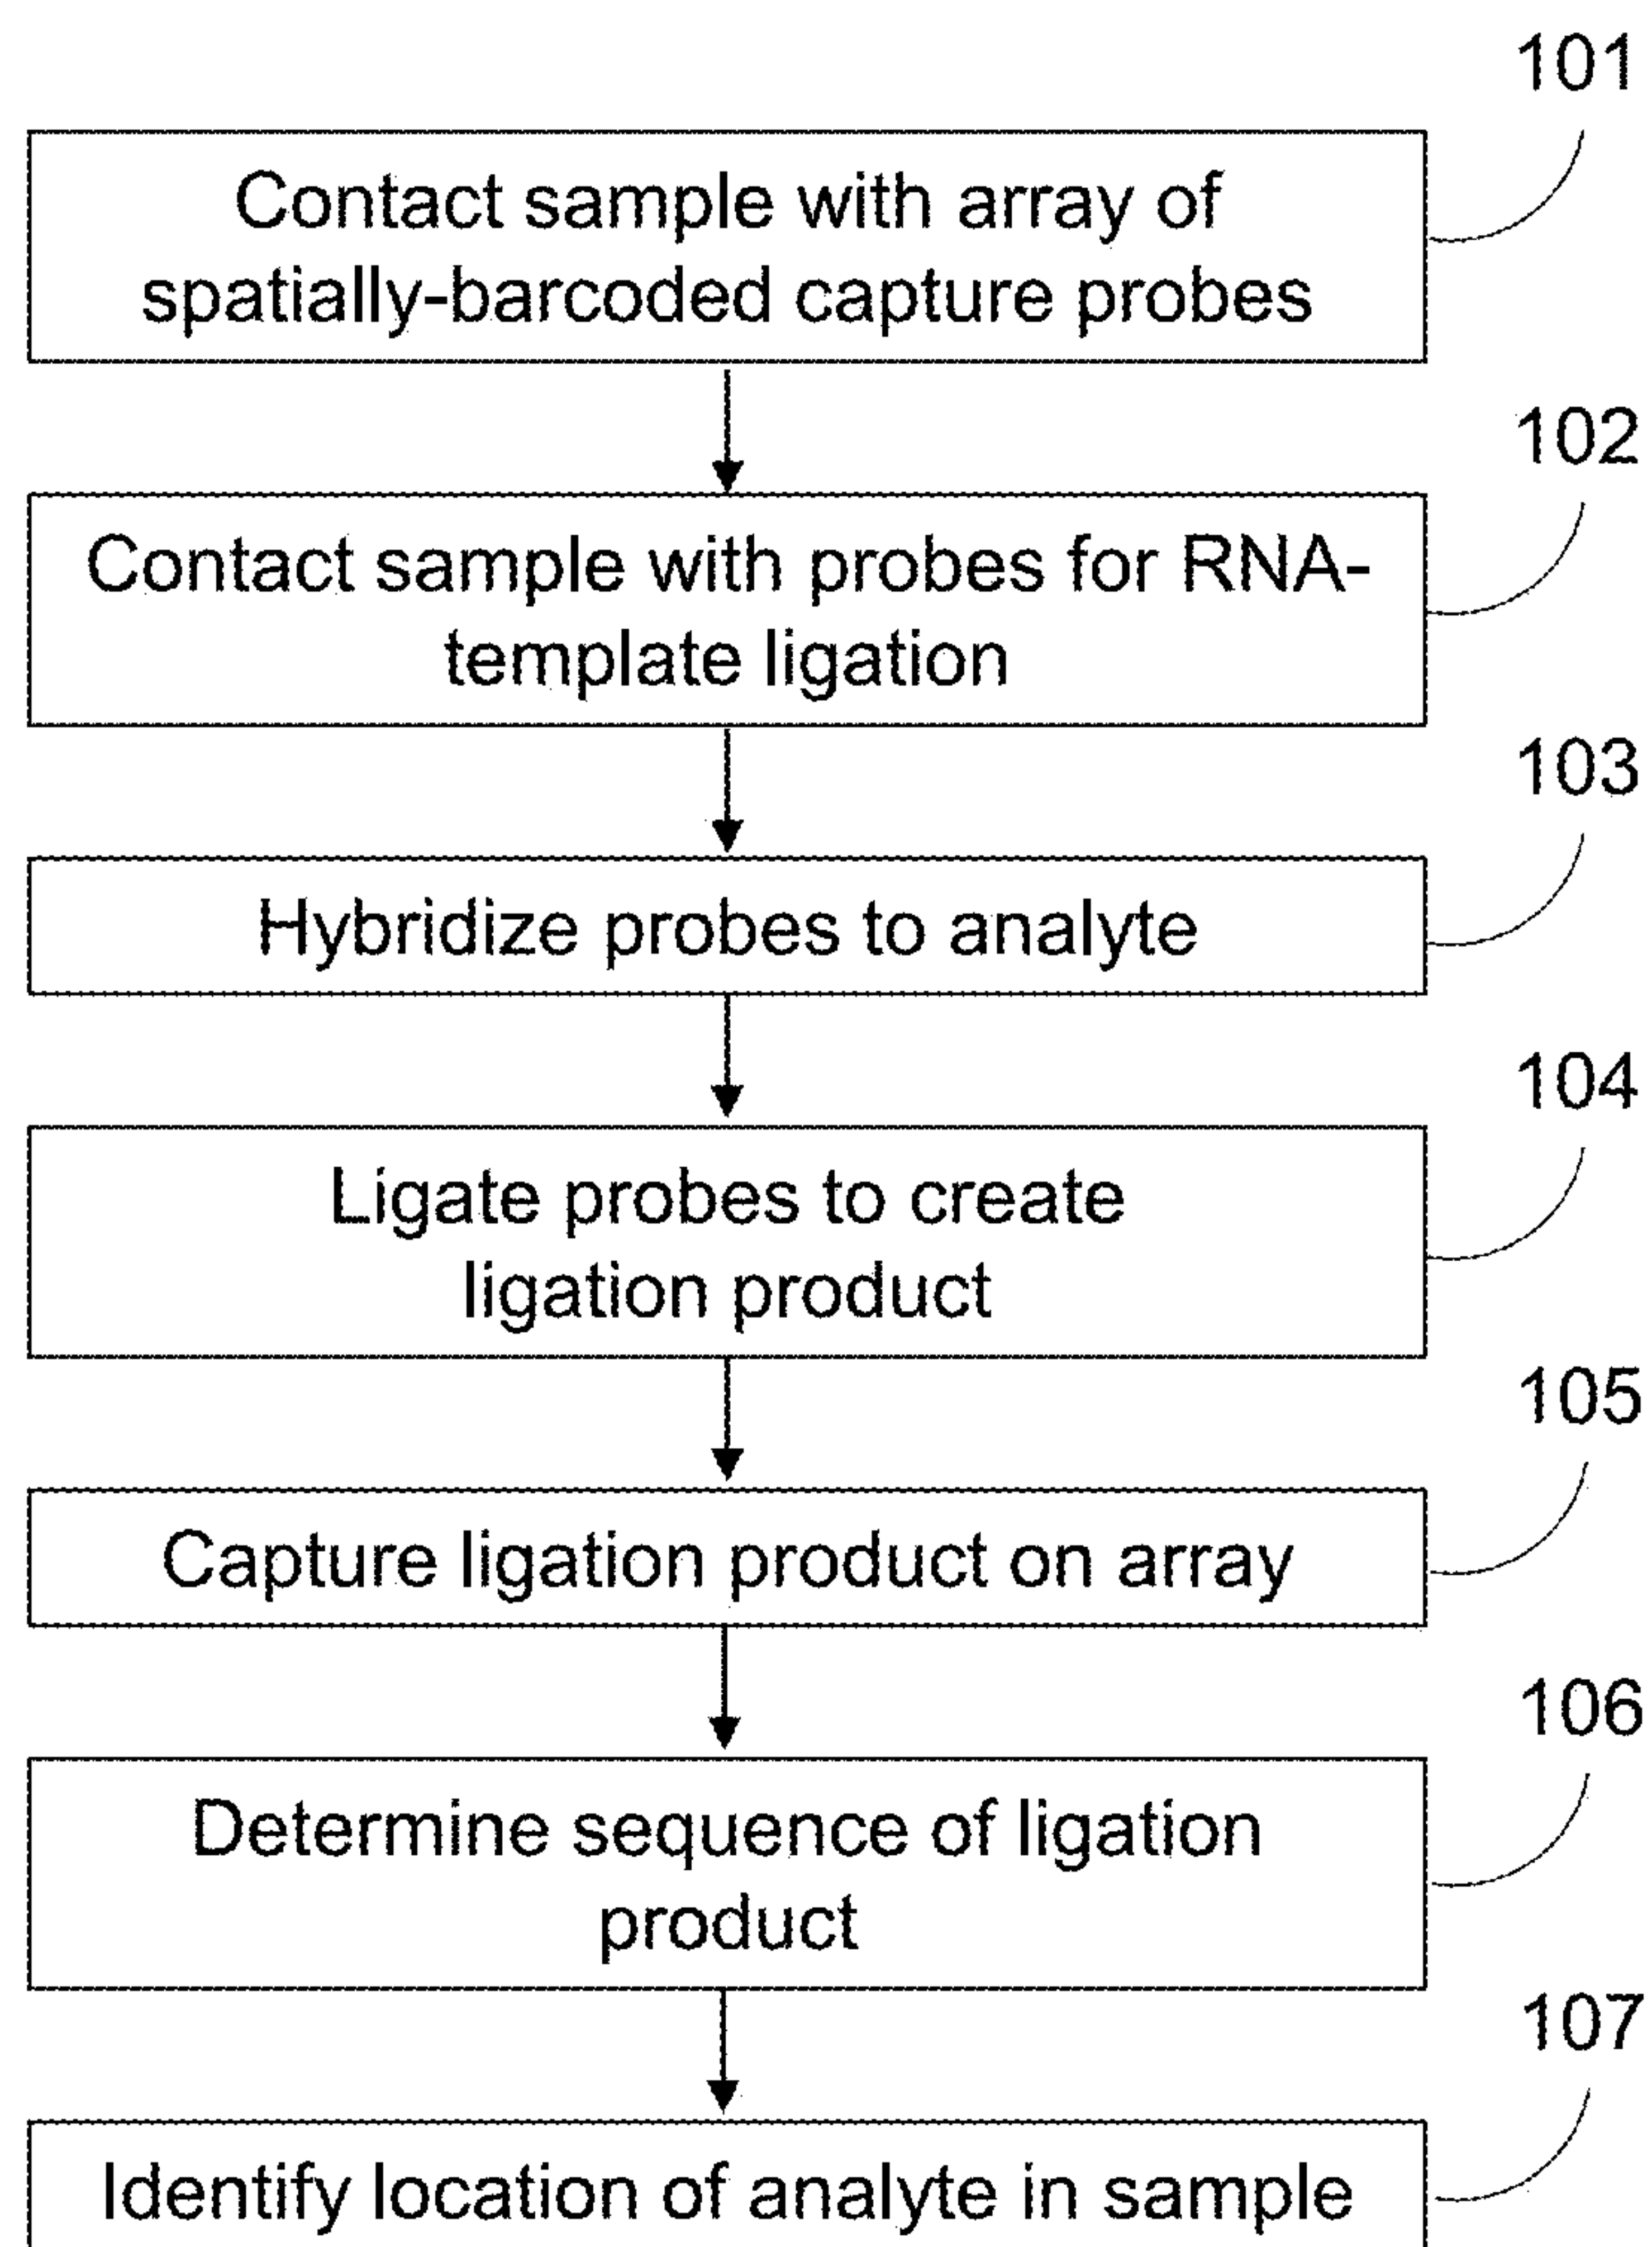 101
Contact sample with array of
spatially-barcoded capture probes
102
Contact sample with probes for RNA-
template ligation
103
Hybridize probes to analyte
104
Ligate probes to create
ligation product
105
Capture ligation product on array
106
Determine sequence of ligation
product
107
Identify location of analyte in sample